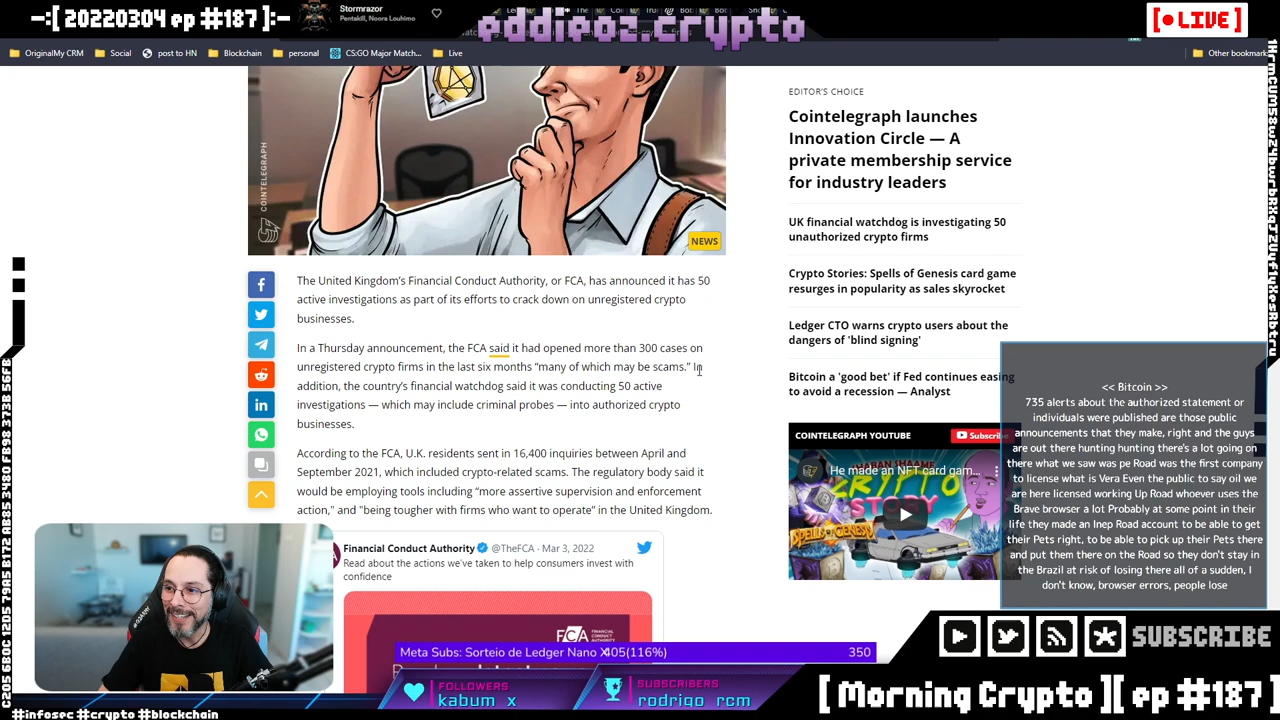 -:[ 20220304 ep #187 ]:-
Stormrazor
Pentakill, Noora Louhimo
eddieoz.crypto
[ LIVE ]
OriginalMy CRM
Social
post to HN
Blockchain
personal
CS:GO Major Match...
Live
Other bookmark
COINTELEGRAPH
NEWS
The United Kingdom's Financial Conduct Authority, or FCA, has announced it has 50
active investigations as part of its efforts to crack down on unregistered crypto
businesses.
In a Thursday announcement, the FCA said it had opened more than 300 cases on
unregistered crypto firms in the last six months “many of which may be scams.” In
addition, the country's financial watchdog said it was conducting 50 active
investigations — which may include criminal probes — into authorized crypto
businesses.
According to the FCA, U.K. residents sent in 16,400 inquiries between April and
September 2021, which included crypto-related scams. The regulatory body said it
would be employing tools including “more assertive supervision and enforcement
action," and "being tougher with firms who want to operate” in the United Kingdom.
Financial Conduct Authority @TheFCA · Mar 3, 2022
Read about the actions we've taken to help consumers invest with
confidence
FCA
FINANCIAL
CONDUCT
AUTHORITY
EDITOR'S CHOICE
Cointelegraph launches
Innovation Circle — A
private membership service
for industry leaders
UK financial watchdog is investigating 50
unauthorized crypto firms
Crypto Stories: Spells of Genesis card game
resurges in popularity as sales skyrocket
Ledger CTO warns crypto users about the
dangers of 'blind signing'
Bitcoin a 'good bet' if Fed continues easing
to avoid a recession — Analyst
COINTELEGRAPH YOUTUBE
Subscribe
He made an NFT card gam...
CRYPTO
STORY
SPELLS OF GENESIS
<< Bitcoin >>
735 alerts about the authorized statement or
individuals were published are those public
announcements that they make, right and the guys
are out there hunting hunting there's a lot going on
there what we saw was pe Road was the first company
to license what is Vera Even the public to say oil we
are here licensed working Up Road whoever uses the
Brave browser a lot Probably at some point in their
life they made an Inep Road account to be able to get
their Pets right, to be able to pick up their Pets there
and put them there on the Road so they don't stay in
the Brazil at risk of losing there all of a sudden, I
don't know, browser errors, people lose
Meta Subs: Sorteio de Ledger Nano X
405(116%)
350
FOLLOWERS
kabum_x
SUBSCRIBERS
rodrigo_rcm
SUBSCRIBE
[ Morning Crypto ][ ep #187 ]
#infosec #crypto #blockchain